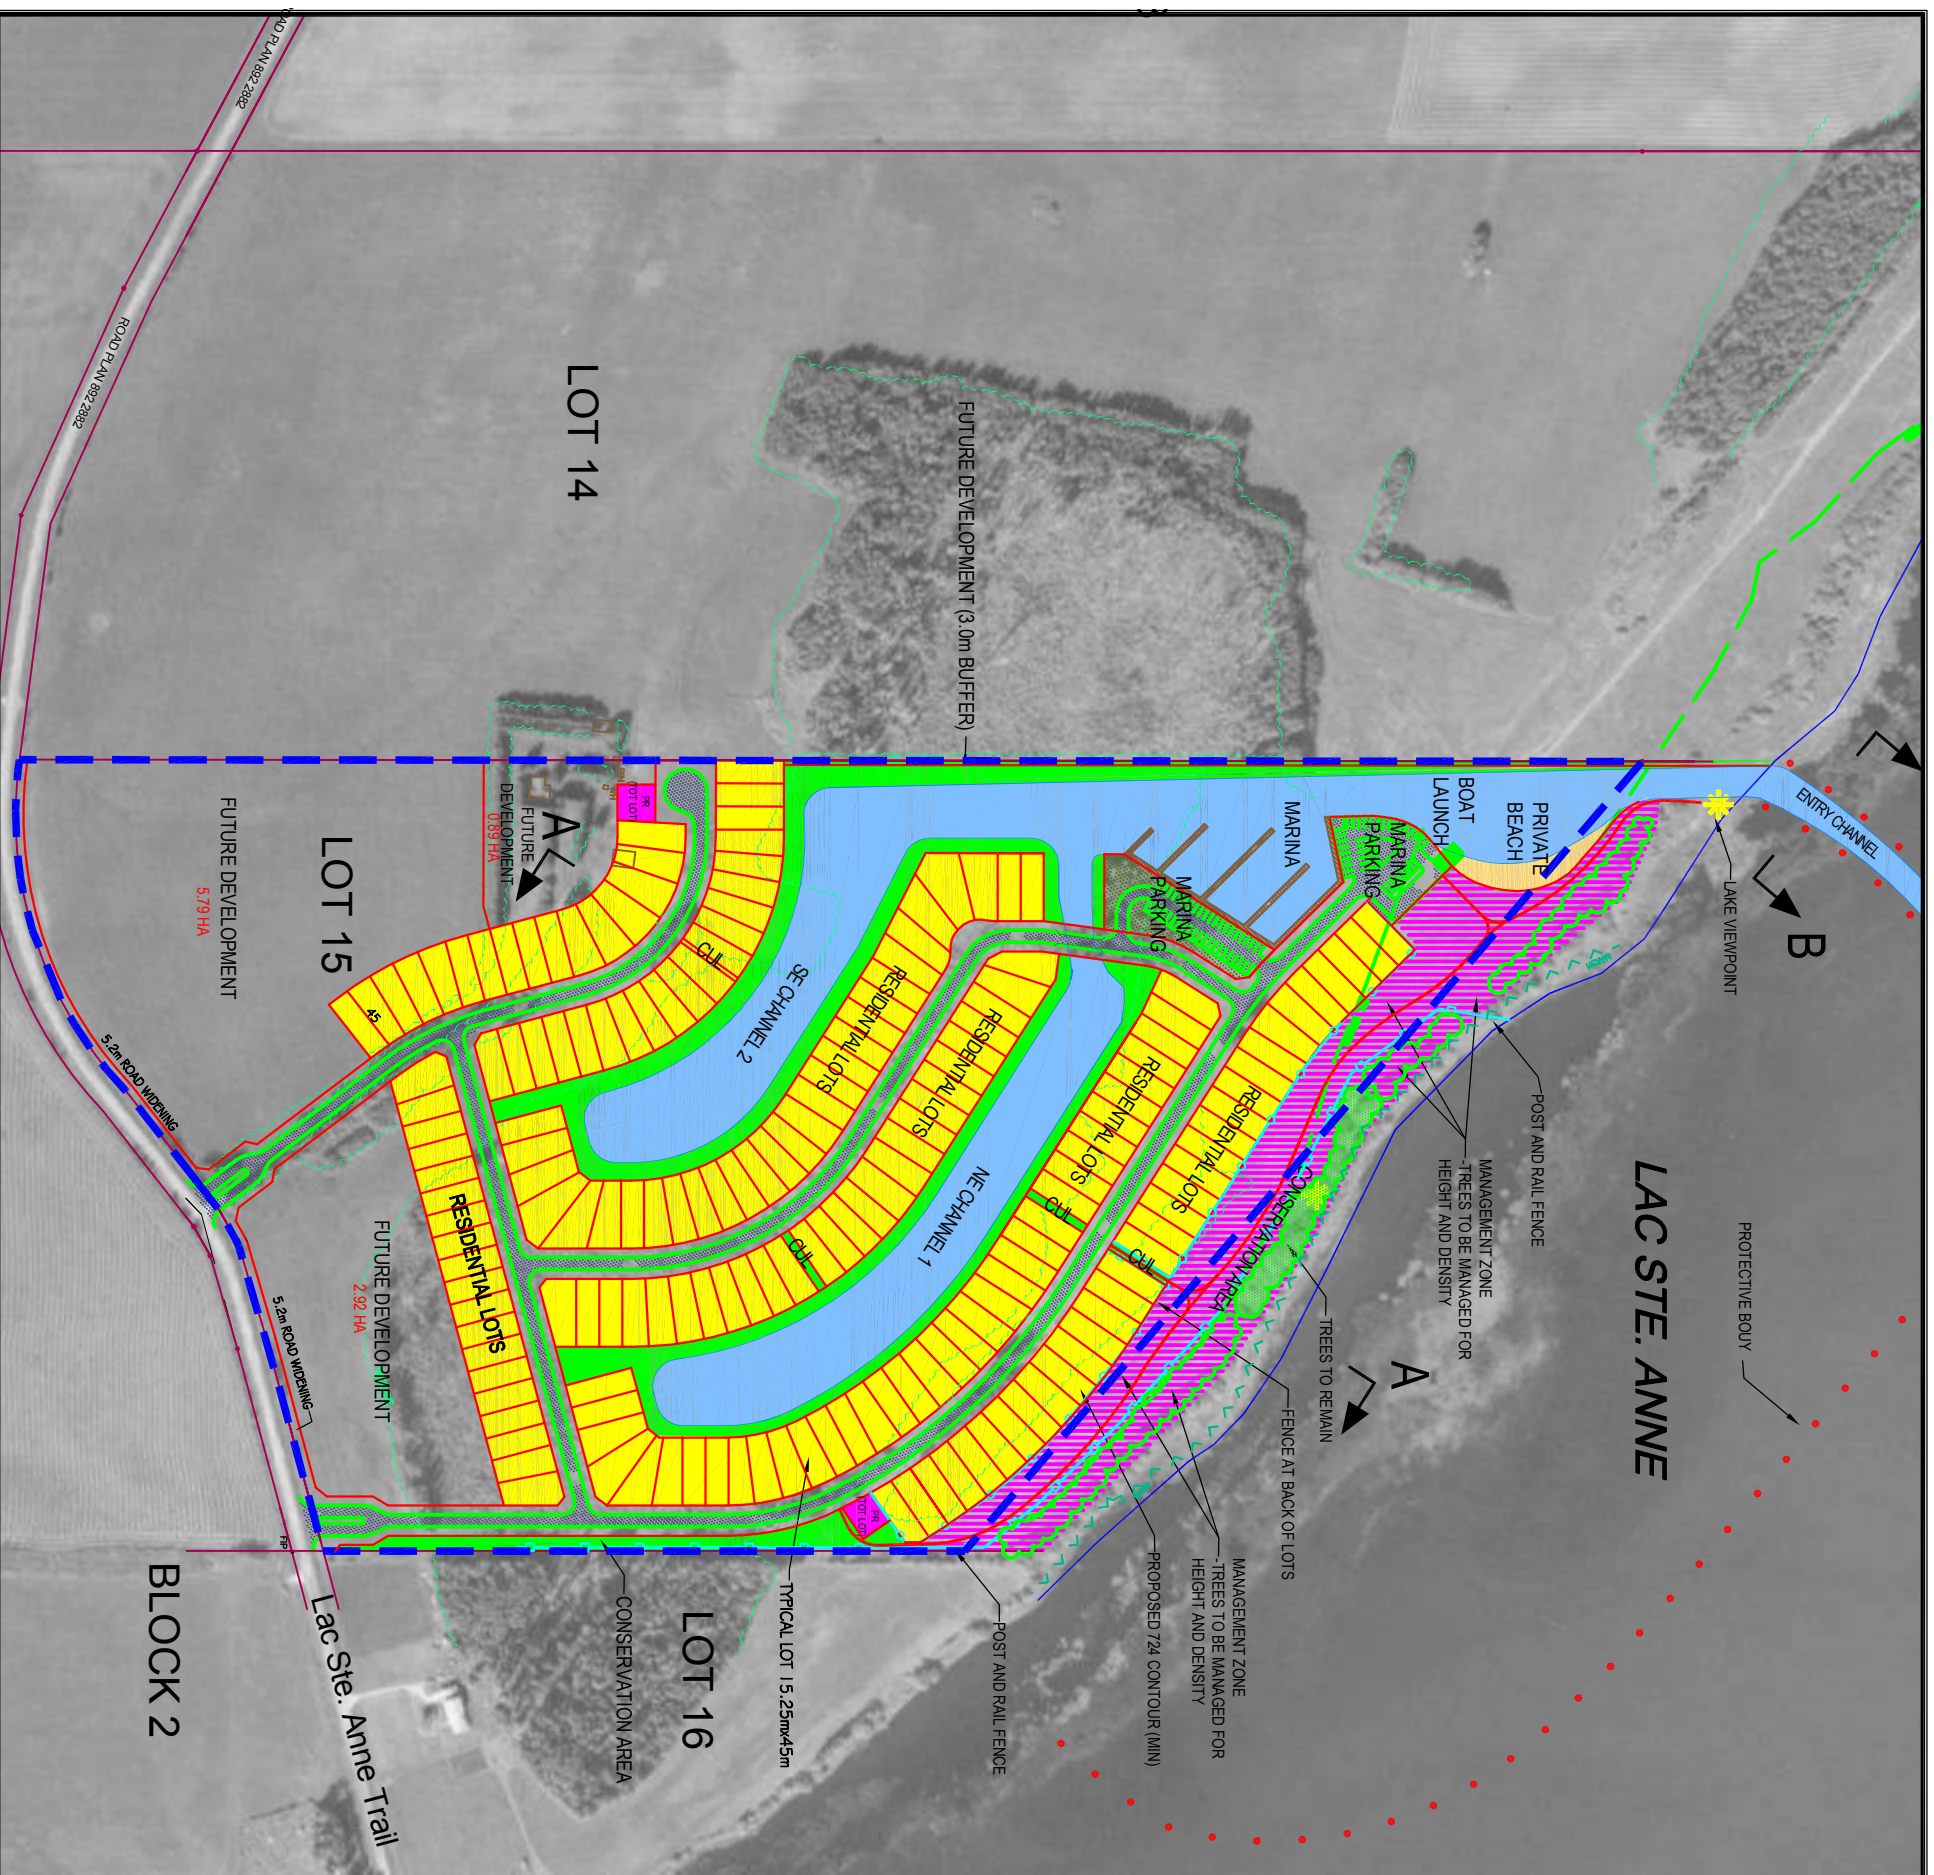 ROAD PLAN 892 2882
ROAD PLAN 892 2882
LOT 14
FUTURE DEVELOPMENT (3.0m BUFFER)
ENTRY CHANNEL
LAKE VIEWPOINT
B
BOAT
LAUNCH
PRIVATE
BEACH
MARINA
MARINA
PARKING
MARINA
PARKING
PR
TOT LOT
A
FUTURE
DEVELOPMENT
0.89 HA
LOT 15
FUTURE DEVELOPMENT
5.79 HA
45
CUL
SE CHANNEL 2
RESIDENTIAL LOTS
RESIDENTIAL LOTS
RESIDENTIAL LOTS
RESIDENTIAL LOTS
NE CHANNEL 1
CUL
CUL
CUL
RESIDENTIAL LOTS
CONSERVATION AREA
5.2m ROAD WIDENING
5.2m ROAD WIDENING
FUTURE DEVELOPMENT
2.92 HA
POST AND RAIL FENCE
MANAGEMENT ZONE
-TREES TO BE MANAGED FOR
HEIGHT AND DENSITY
LAC STE. ANNE
PROTECTIVE BOUY
TREES TO REMAIN
A
FENCE AT BACK OF LOTS
MANAGEMENT ZONE
-TREES TO BE MANAGED FOR
HEIGHT AND DENSITY
PROPOSED 724 CONTOUR (MIN)
POST AND RAIL FENCE
PR
TOT LOT
TYPICAL LOT 15.25mx45m
LOT 16
CONSERVATION AREA
FIP
Lac Ste. Anne Trail
BLOCK 2